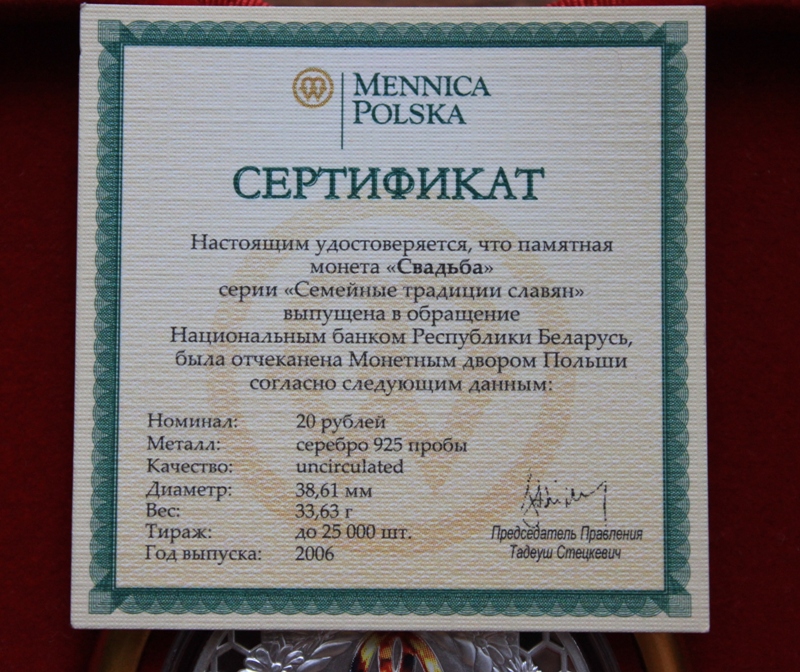 MENNICA
POLSKA
СЕРТИФИКАТ
Настоящим удостоверяется, что памятная
монета «Свадьба»
серии «Семейные традиции славян»
выпущена в обращение
Национальным банком Республики Беларусь,
была отчеканена Монетным двором Польши
согласно следующим данным:
Номинал: 20 рублей
Металл: серебро 925 пробы
Качество: uncirculated
Диаметр: 38,61 мм
Вес: 33,63 г
Тираж: до 25 000 шт.
Год выпуска: 2006
Председатель Правления
Тадеуш Стецкевич